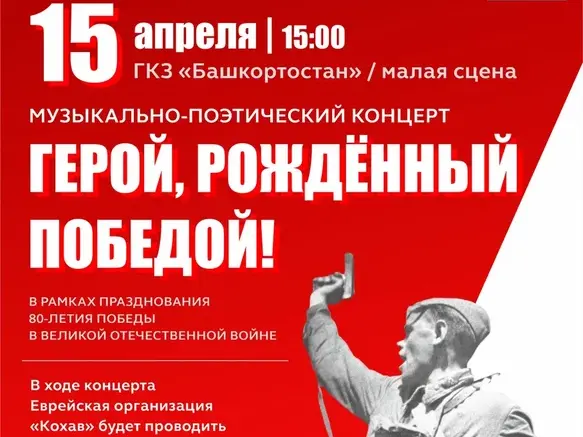 15 апреля | 15:00
ГКЗ «Башкортостан» / малая сцена
МУЗЫКАЛЬНО-ПОЭТИЧЕСКИЙ КОНЦЕРТ
ГЕРОЙ, РОЖДЁННЫЙ
ПОБЕДОЙ!
В РАМКАХ ПРАЗДНОВАНИЯ
80-ЛЕТИЯ ПОБЕДЫ
В ВЕЛИКОЙ ОТЕЧЕСТВЕННОЙ ВОЙНЕ
В ходе концерта
Еврейская организация
«Кохав» будет проводить